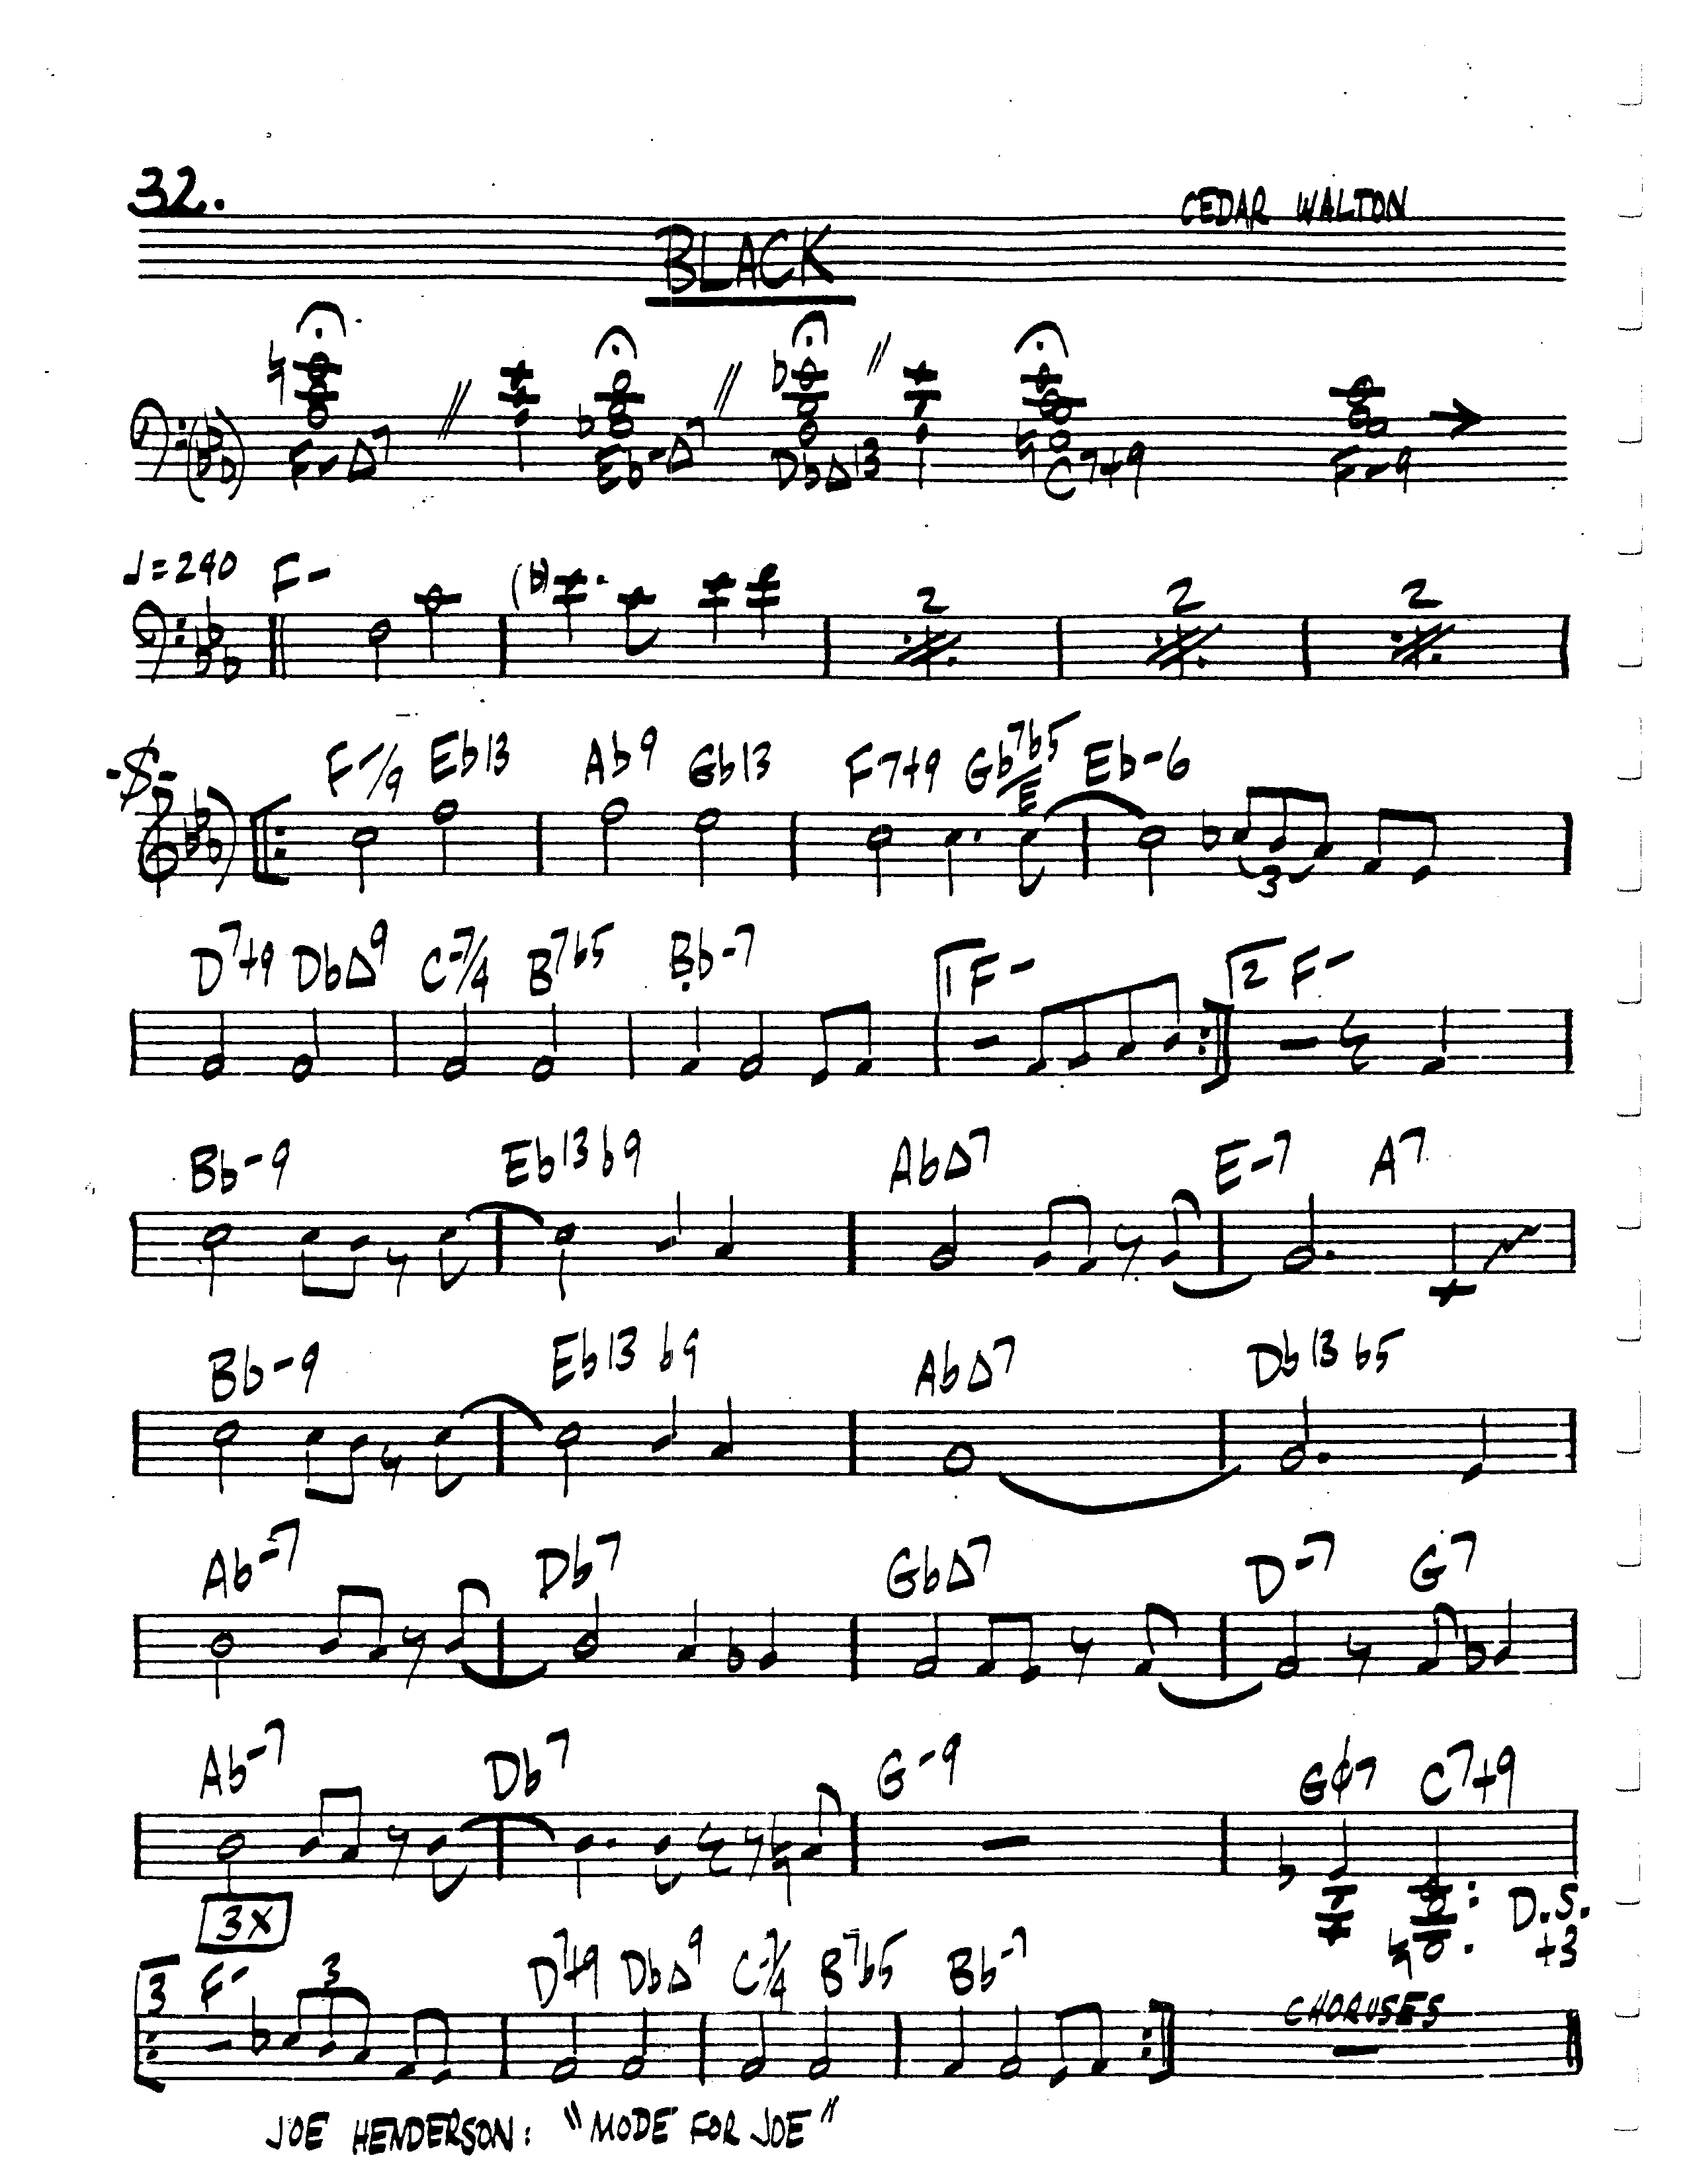 32.
CEDAR WALTON
BLACK
F-Δ7 Eb-Δ7 DbΔ13 C7+9 F-9
♩=240 F-
2 2 2
F-/9 Eb13 Ab9 Gb13 F7+9 Gb7b5/E Eb-6
3
D7+9 DbΔ9 C-7/4 B7b5 Bb-7 1 F- 2 F-
Bb-9 Eb13b9 AbΔ7 E-7 A7
Bb-9 Eb13 b9 AbΔ7 Db13 b5
Ab-7 Db7 GbΔ7 D-7 G7
Ab-7 Db7 G-9 Gø7 C7+9
3X
D.S.
+3
3 F- 3 D7+9 DbΔ9 C-7/4 B7b5 Bb-7
CHORUSES
JOE HENDERSON: "MODE FOR JOE"